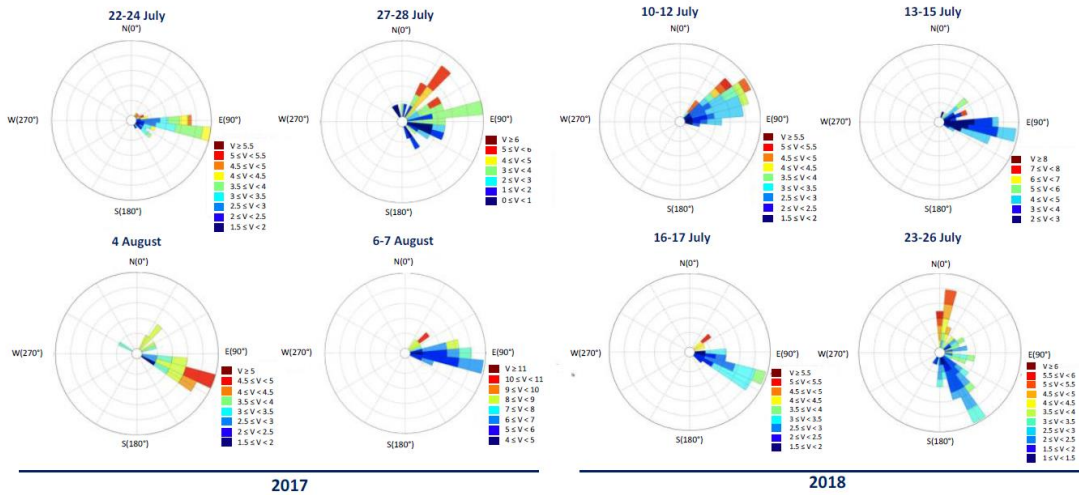 22-24 July
N(0°)
W(270°)
E(90°)
S(180°)
V ≥ 5.5
5 ≤ V < 5.5
4.5 ≤ V < 5
4 ≤ V < 4.5
3.5 ≤ V < 4
3 ≤ V < 3.5
2.5 ≤ V < 3
2 ≤ V < 2.5
1.5 ≤ V < 2
27-28 July
N(0°)
W(270°)
E(90°)
S(180°)
V ≥ 6
5 ≤ V < 6
4 ≤ V < 5
3 ≤ V < 4
2 ≤ V < 3
1 ≤ V < 2
0 ≤ V < 1
10-12 July
N(0°)
W(270°)
E(90°)
S(180°)
V ≥ 5.5
5 ≤ V < 5.5
4.5 ≤ V < 5
4 ≤ V < 4.5
3.5 ≤ V < 4
3 ≤ V < 3.5
2.5 ≤ V < 3
2 ≤ V < 2.5
1.5 ≤ V < 2
13-15 July
N(0°)
W(270°)
E(90°)
S(180°)
V ≥ 8
7 ≤ V < 8
6 ≤ V < 7
5 ≤ V < 6
4 ≤ V < 5
3 ≤ V < 4
2 ≤ V < 3
4 August
N(0°)
W(270°)
E(90°)
S(180°)
V ≥ 5
4.5 ≤ V < 5
4 ≤ V < 4.5
3.5 ≤ V < 4
3 ≤ V < 3.5
2.5 ≤ V < 3
2 ≤ V < 2.5
1.5 ≤ V < 2
6-7 August
N(0°)
W(270°)
E(90°)
S(180°)
V ≥ 11
10 ≤ V < 11
9 ≤ V < 10
8 ≤ V < 9
7 ≤ V < 8
6 ≤ V < 7
5 ≤ V < 6
4 ≤ V < 5
16-17 July
N(0°)
W(270°)
E(90°)
S(180°)
V ≥ 5.5
5 ≤ V < 5.5
4.5 ≤ V < 5
4 ≤ V < 4.5
3.5 ≤ V < 4
3 ≤ V < 3.5
2.5 ≤ V < 3
2 ≤ V < 2.5
1.5 ≤ V < 2
23-26 July
N(0°)
W(270°)
E(90°)
S(180°)
V ≥ 6
5.5 ≤ V < 6
5 ≤ V < 5.5
4.5 ≤ V < 5
4 ≤ V < 4.5
3.5 ≤ V < 4
3 ≤ V < 3.5
2.5 ≤ V < 3
2 ≤ V < 2.5
1.5 ≤ V < 2
1 ≤ V < 1.5
2017
2018